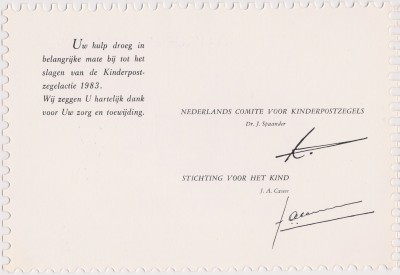 Uw hulp droeg in
belangrijke mate bij tot het
slagen van de Kinderpost-
zegelactie 1983.
Wij zeggen U hartelijk dank
voor Uw zorg en toewijding.
NEDERLANDS COMITE VOOR KINDERPOSTZEGELS
Dr. J. Spaander
STICHTING VOOR HET KIND
J. A. Caese